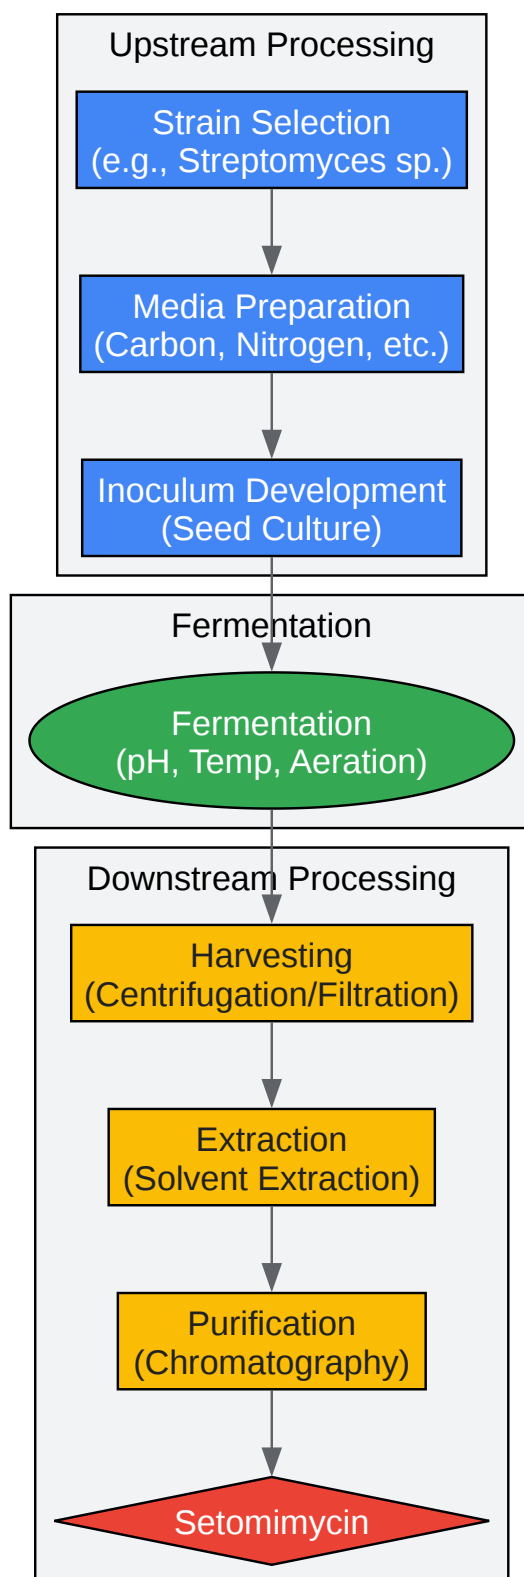 Upstream Processing
Strain Selection
(e.g., Streptomyces sp.)
Media Preparation
(Carbon, Nitrogen, etc.)
Inoculum Development
(Seed Culture)
Fermentation
Fermentation
(pH, Temp, Aeration)
Downstream Processing
Harvesting
(Centrifugation/Filtration)
Extraction
(Solvent Extraction)
Purification
(Chromatography)
Setomimycin